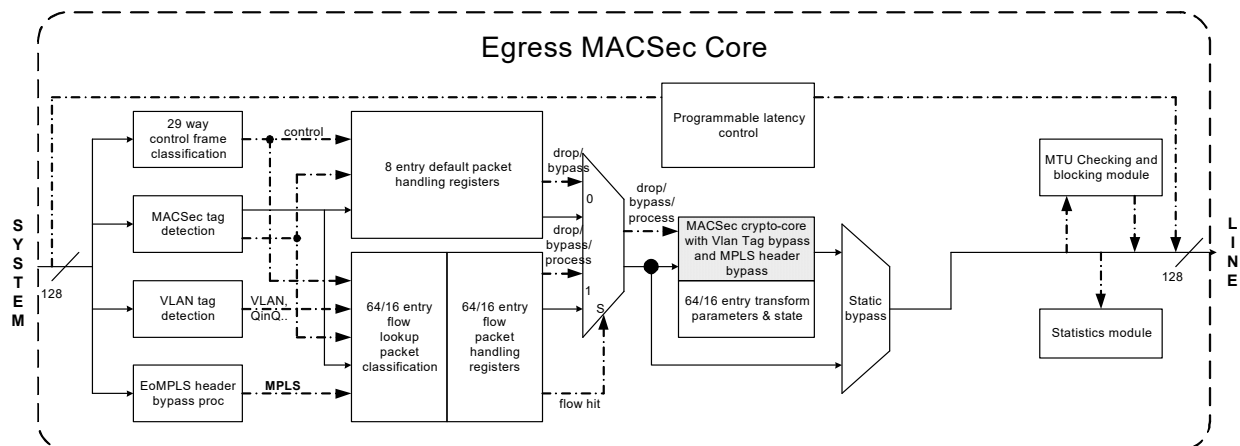 Egress MACSec Core
29 way
control frame
classification
control
8 entry default packet
handling registers
drop/
bypass
Programmable latency
control
MTU Checking and
blocking module
MACSec tag
detection
0
drop/
bypass/
process
drop/
bypass/
process
MACSec crypto-core
with Vlan Tag bypass
and MPLS header
bypass
SYSTEM
128
LINE
128
VLAN tag
detection
VLAN,
QinQ..
64/16 entry
flow
lookup
packet
classification
64/16 entry
flow
packet
handling
registers
1
S
64/16 entry transform
parameters & state
Static
bypass
Statistics module
EoMPLS header
bypass proc
MPLS
flow hit